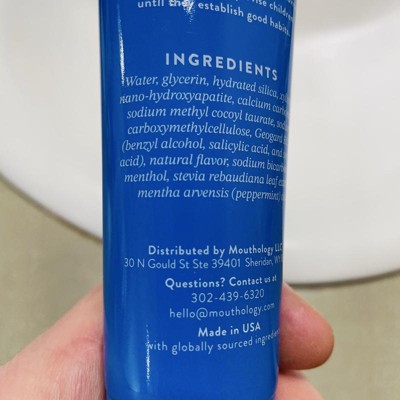 until they establish good habits.
INGREDIENTS
Water, glycerin, hydrated silica,
nano-hydroxyapatite, calcium
sodium methyl cocoyl taurate,
carboxymethylcellulose, Geogard
(benzyl alcohol, salicylic acid, and
acid), natural flavor, sodium
menthol, stevia rebaudiana leaf
mentha arvensis (peppermint)
Distributed by Mouthology LLC
30 N Gould St Ste 39401 Sheridan,
Questions? Contact us at
302-439-6320
hello@mouthology.com
Made in USA
with globally sourced